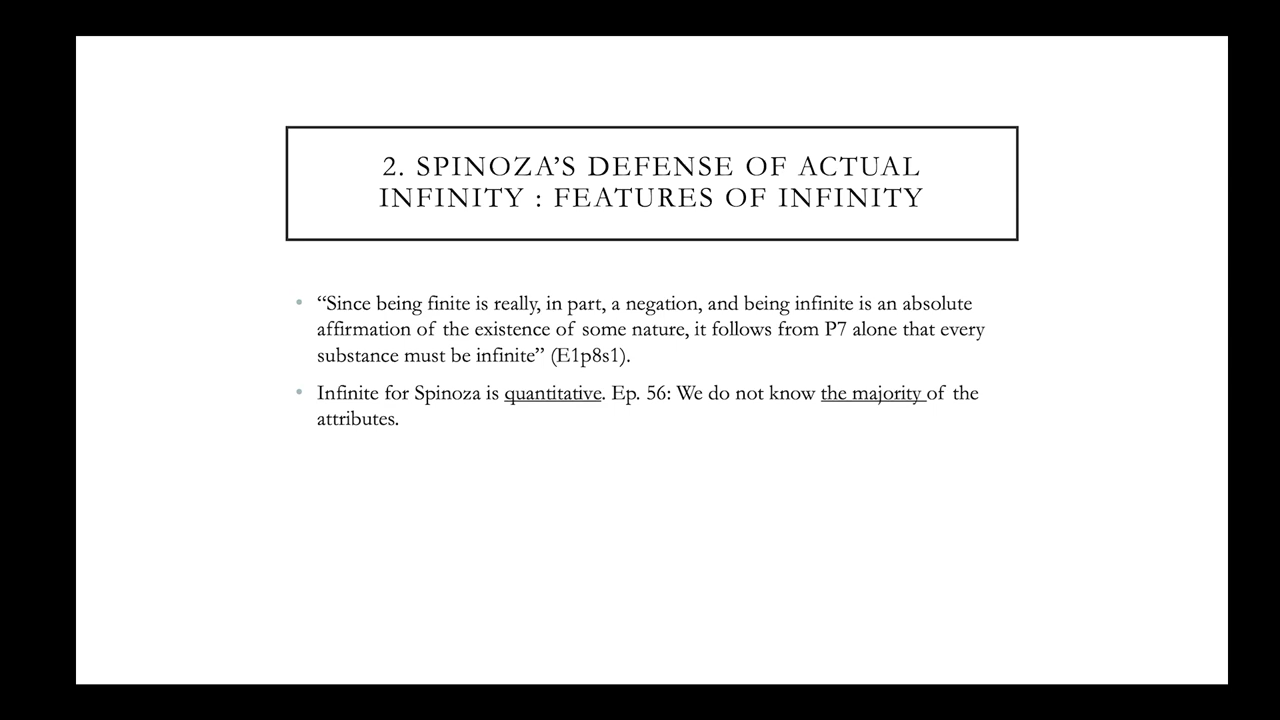 2. SPINOZA’S DEFENSE OF ACTUAL
INFINITY : FEATURES OF INFINITY
• “Since being finite is really, in part, a negation, and being infinite is an absolute
affirmation of the existence of some nature, it follows from P7 alone that every
substance must be infinite” (E1p8s1).
• Infinite for Spinoza is quantitative. Ep. 56: We do not know the majority of the
attributes.